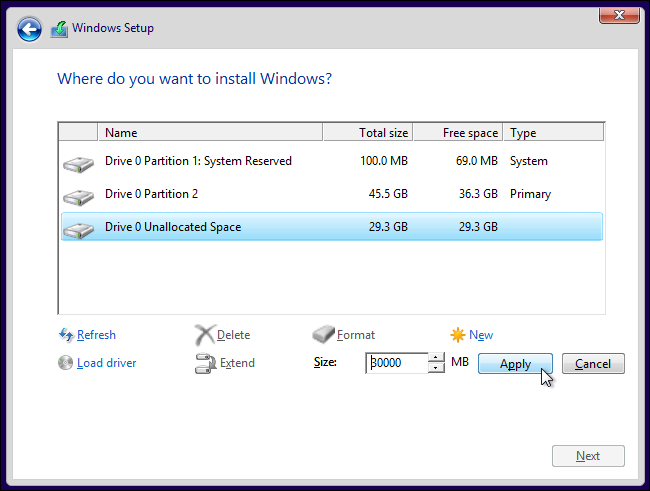 Windows Setup
Where do you want to install Windows?
Name Total size Free space Type
Drive 0 Partition 1: System Reserved 100.0 MB 69.0 MB System
Drive 0 Partition 2 45.5 GB 36.3 GB Primary
Drive 0 Unallocated Space 29.3 GB 29.3 GB
Refresh Delete Format New
Load driver Extend Size: 30000 MB Apply Cancel
Next